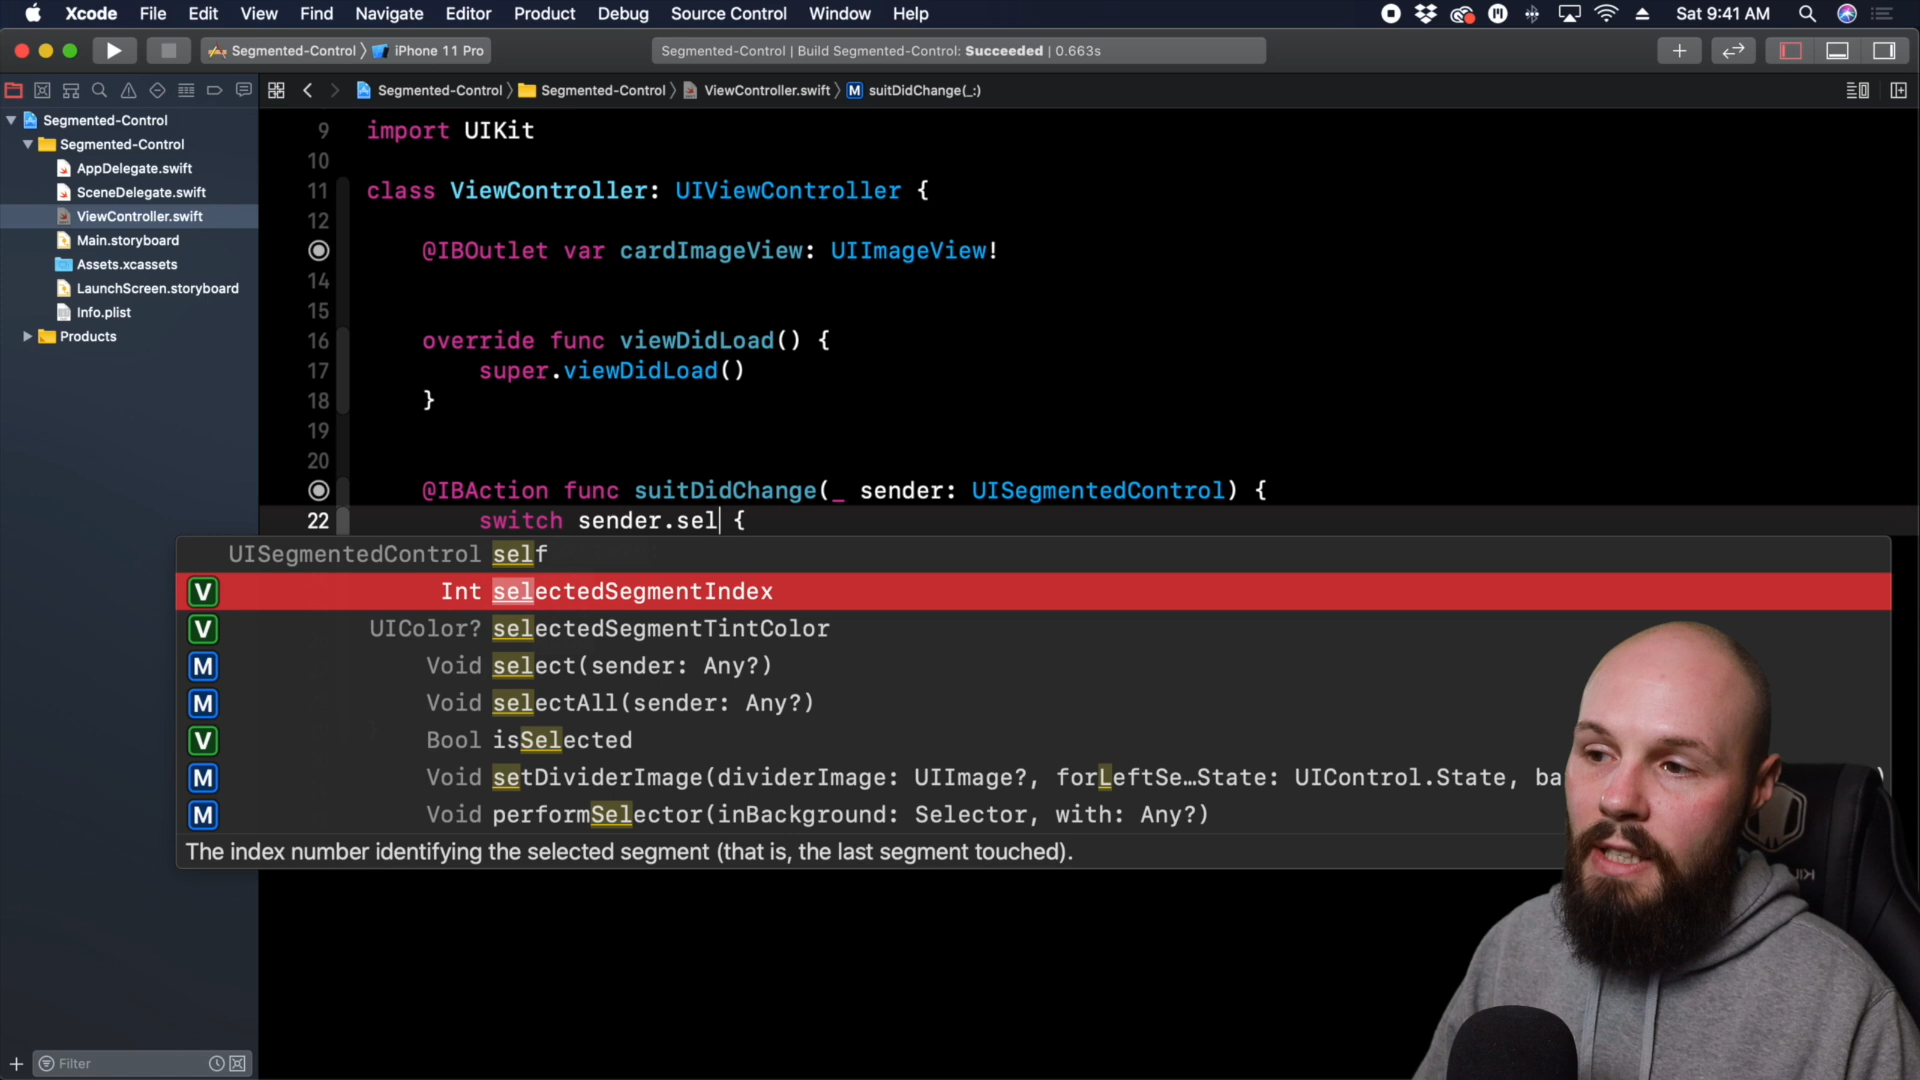 Xcode File Edit View Find Navigate Editor Product Debug Source Control Window Help Sat 9:41 AM
Segmented-Control iPhone 11 Pro Segmented-Control | Build Segmented-Control: Succeeded | 0.663s
Segmented-Control Segmented-Control ViewController.swift M suitDidChange(_:)
Segmented-Control
Segmented-Control
AppDelegate.swift
SceneDelegate.swift
ViewController.swift
Main.storyboard
Assets.xcassets
LaunchScreen.storyboard
Info.plist
Products
Filter
9 import UIKit
10
11 class ViewController: UIViewController {
12
@IBOutlet var cardImageView: UIImageView!
14
15
16 override func viewDidLoad() {
17 super.viewDidLoad()
18 }
19
20
@IBAction func suitDidChange(_ sender: UISegmentedControl) {
22 switch sender.sel {
UISegmentedControl self
V Int selectedSegmentIndex
V UIColor? selectedSegmentTintColor
M Void select(sender: Any?)
M Void selectAll(sender: Any?)
V Bool isSelected
M Void setDividerImage(dividerImage: UIImage?, forLeftSe…State: UIControl.State, ba
M Void performSelector(inBackground: Selector, with: Any?)
The index number identifying the selected segment (that is, the last segment touched).